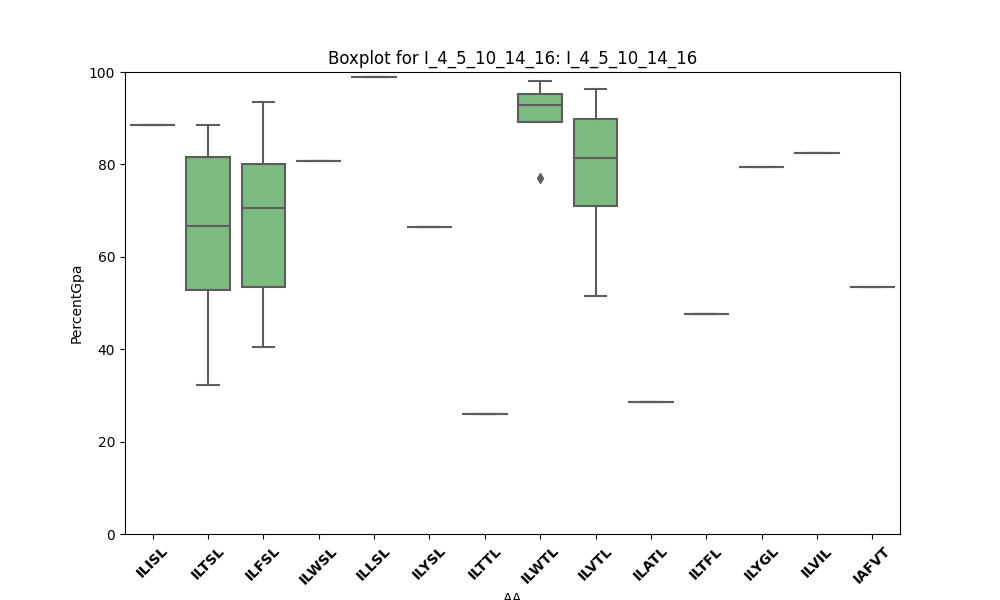 Boxplot for I_4_5_10_14_16: I_4_5_10_14_16
100
80
60
40
20
0
PercentGpa
ILISL
ILTSL
ILFSL
ILWSL
ILLSL
ILYSL
ILTTL
ILWTL
ILVTL
ILATL
ILTFL
ILYGL
ILVIL
IAFVT
AA